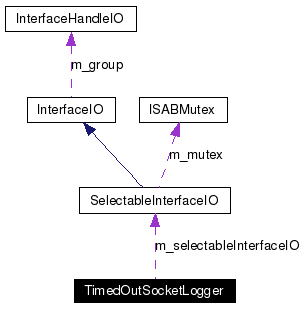 InterfaceHandleIO
m_group
InterfaceIO
ISABMutex
m_mutex
SelectableInterfaceIO
m_selectableInterfaceIO
TimedOutSocketLogger